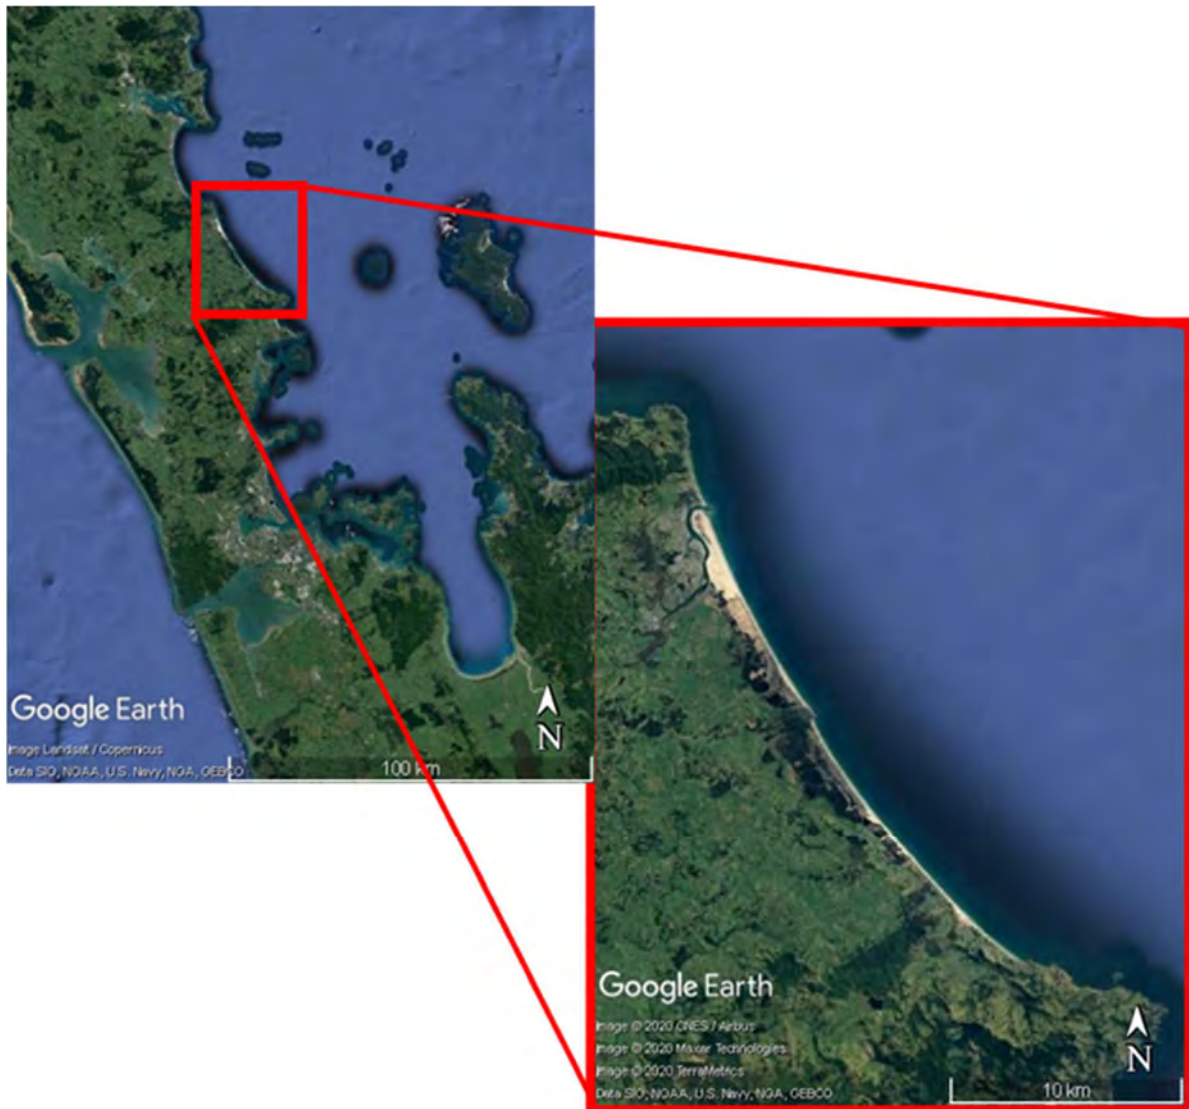 Google Earth
Image Landsat / Copernicus
Data SIO, NOAA, U.S. Navy, NGA, GEBCO
100 km
N
Google Earth
Image © 2020 CNES / Airbus
Image © 2020 Maxar Technologies
Image © 2020 TerraMetrics
Data SIO, NOAA, U.S. Navy, NGA, GEBCO
10 km
N